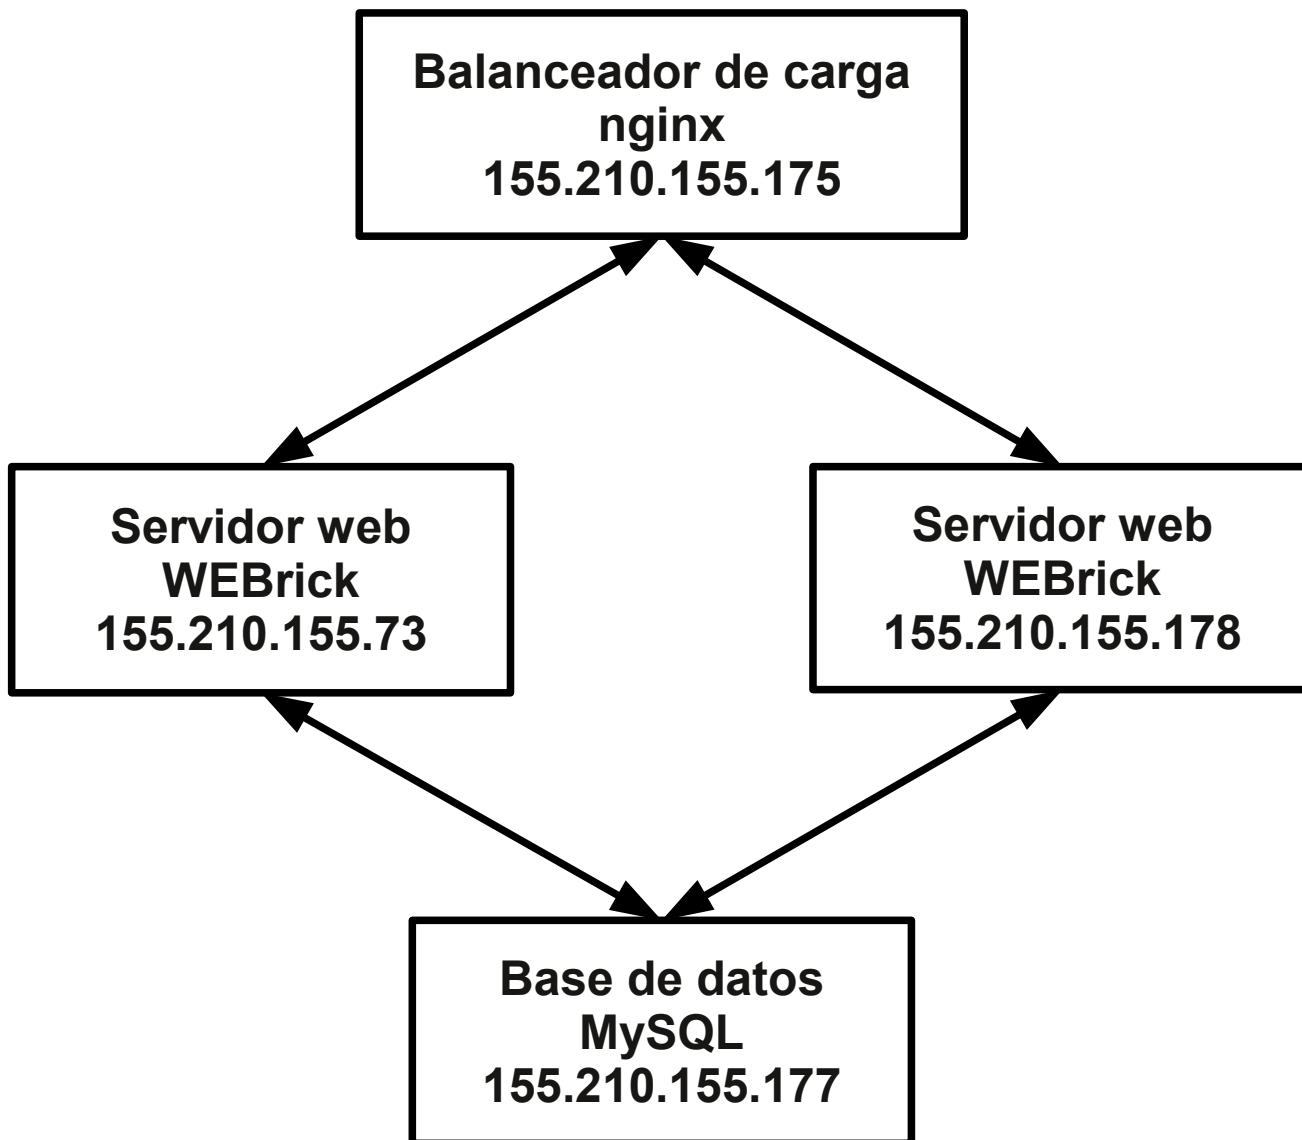 Balanceador de carga
nginx
155.210.155.175
Servidor web
WEBrick
155.210.155.73
Servidor web
WEBrick
155.210.155.178
Base de datos
MySQL
155.210.155.177